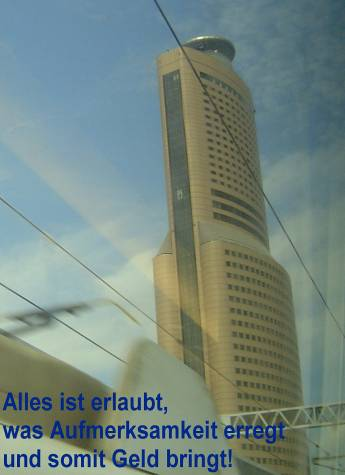 Alles ist erlaubt,
was Aufmerksamkeit erregt
und somit Geld bringt!